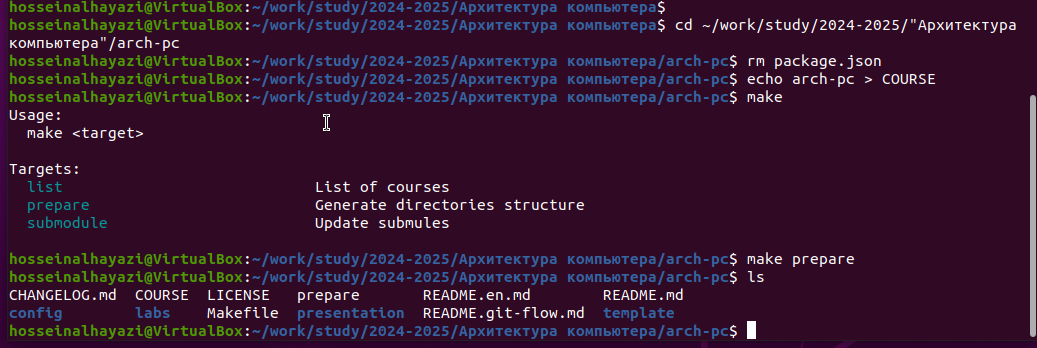 hosseinalhayazi@VirtualBox:~/work/study/2024-2025/Архитектура компьютера$
hosseinalhayazi@VirtualBox:~/work/study/2024-2025/Архитектура компьютера$ cd ~/work/study/2024-2025/"Архитектура
компьютера"/arch-pc
hosseinalhayazi@VirtualBox:~/work/study/2024-2025/Архитектура компьютера/arch-pc$ rm package.json
hosseinalhayazi@VirtualBox:~/work/study/2024-2025/Архитектура компьютера/arch-pc$ echo arch-pc > COURSE
hosseinalhayazi@VirtualBox:~/work/study/2024-2025/Архитектура компьютера/arch-pc$ make
Usage:
  make <target>

Targets:
  list                            List of courses
  prepare                         Generate directories structure
  submodule                       Update submules

hosseinalhayazi@VirtualBox:~/work/study/2024-2025/Архитектура компьютера/arch-pc$ make prepare
hosseinalhayazi@VirtualBox:~/work/study/2024-2025/Архитектура компьютера/arch-pc$ ls
CHANGELOG.md  COURSE  LICENSE   prepare       README.en.md        README.md
config        labs    Makefile  presentation  README.git-flow.md  template
hosseinalhayazi@VirtualBox:~/work/study/2024-2025/Архитектура компьютера/arch-pc$